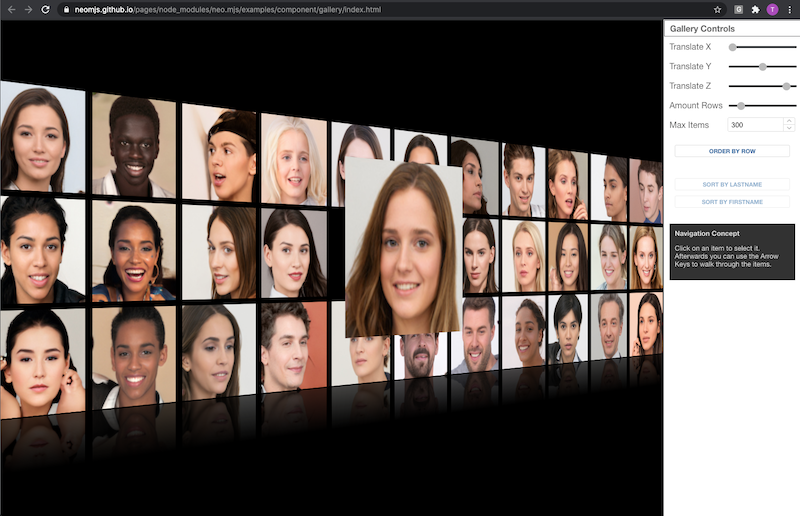 neomjs.github.io/pages/node_modules/neo.mjs/examples/component/gallery/index.html
G
T
Gallery Controls
Translate X
Translate Y
Translate Z
Amount Rows
Max Items
300
ORDER BY ROW
SORT BY LASTNAME
SORT BY FIRSTNAME
Navigation Concept
Click on an item to select it.
Afterwards you can use the Arrow
Keys to walk through the items.